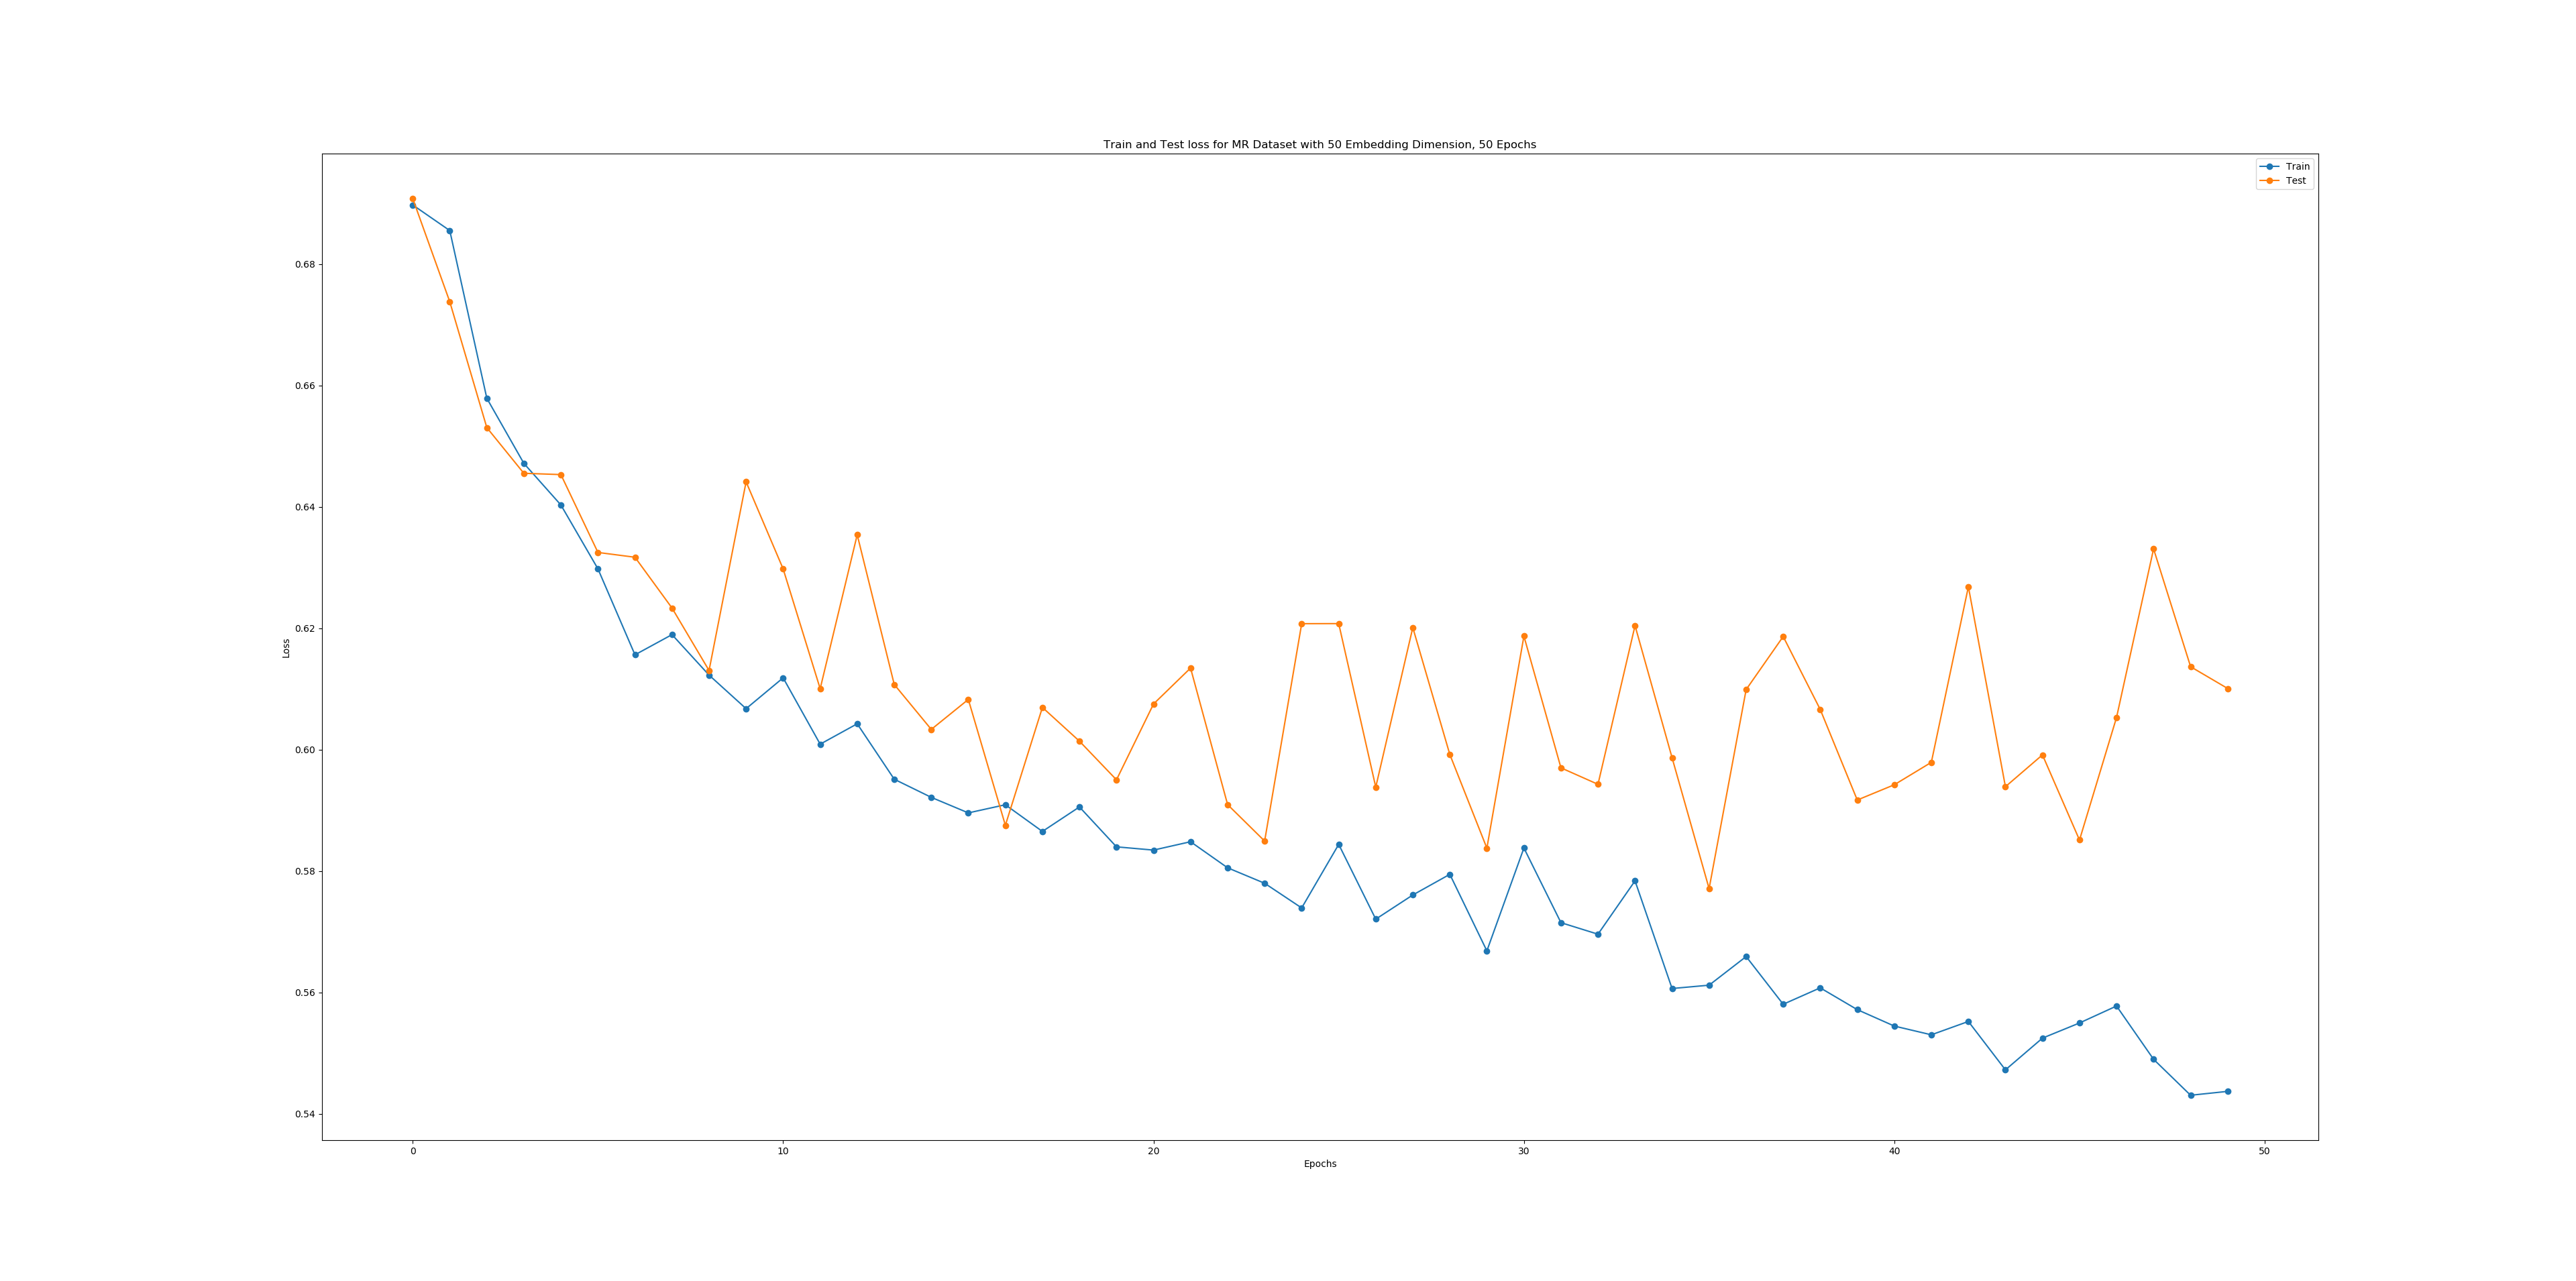 Train and Test loss for MR Dataset with 50 Embedding Dimension, 50 Epochs
Train
Test
0.68
0.66
0.64
0.62
0.60
0.58
0.56
0.54
Loss
0 10 20 30 40 50
Epochs